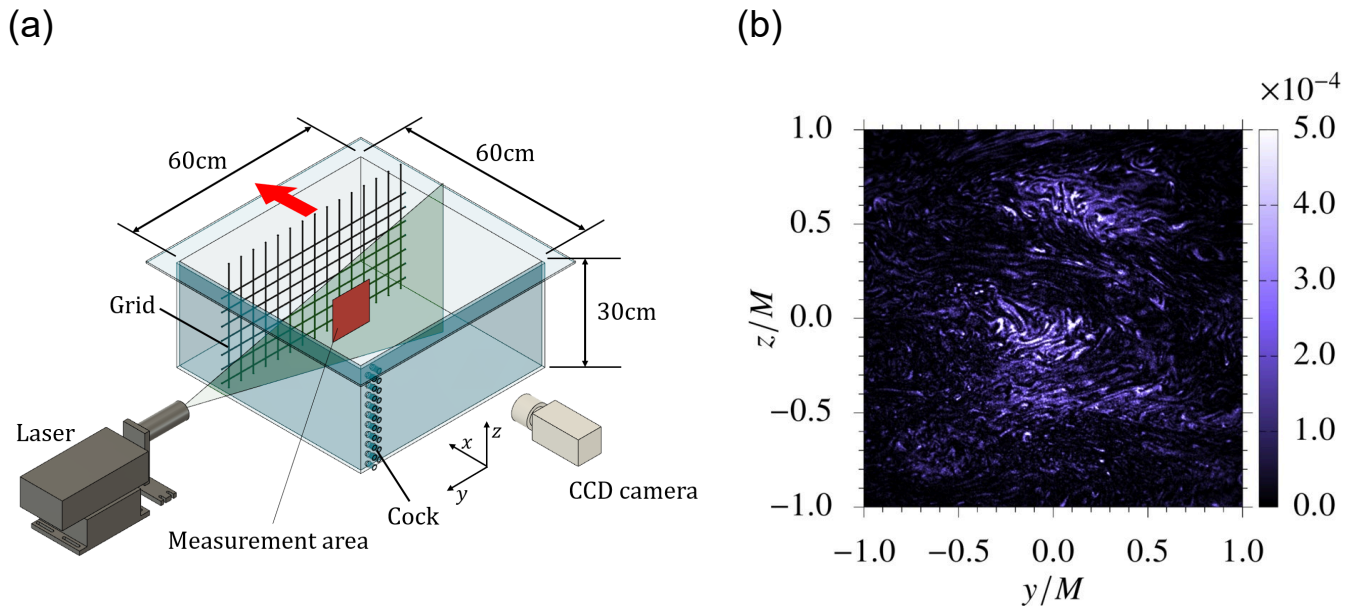 (a)
(b)
60cm
60cm
30cm
Grid
Laser
Measurement area
Cock
CCD camera
x
y
z
×10⁻⁴
1.0
0.5
0.0
−0.5
−1.0
z/M
−1.0 −0.5 0.0 0.5 1.0
y/M
5.0
4.0
3.0
2.0
1.0
0.0